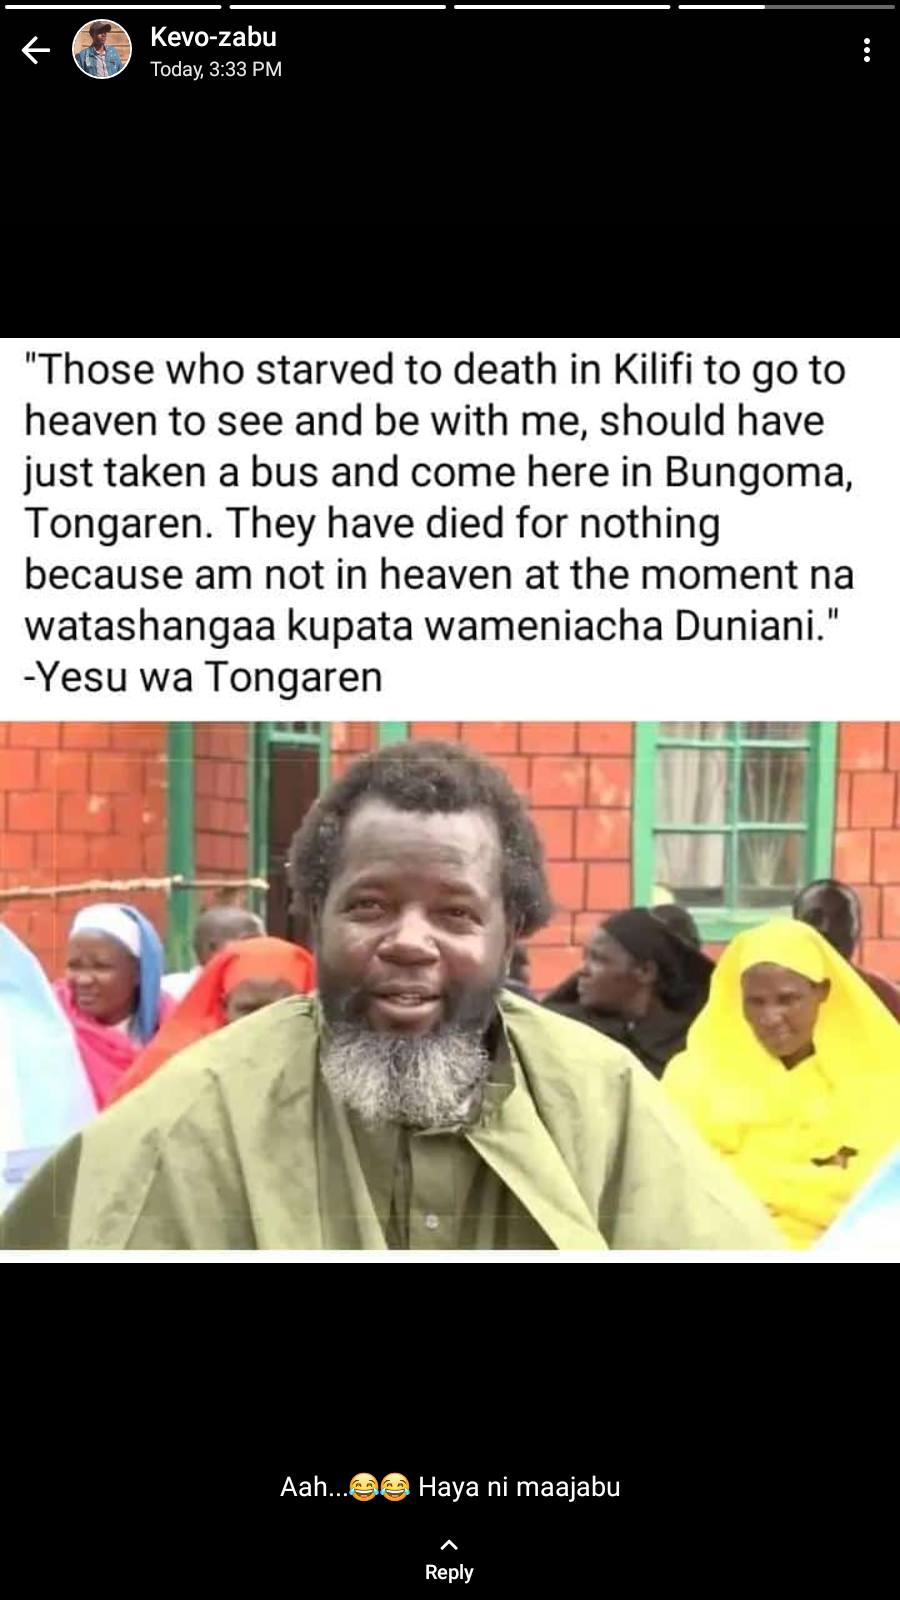 Kevo-zabu
Today, 3:33 PM
"Those who starved to death in Kilifi to go to
heaven to see and be with me, should have
just taken a bus and come here in Bungoma,
Tongaren. They have died for nothing
because am not in heaven at the moment na
watashangaa kupata wameniacha Duniani."
-Yesu wa Tongaren
Aah...😂😂 Haya ni maajabu
Reply